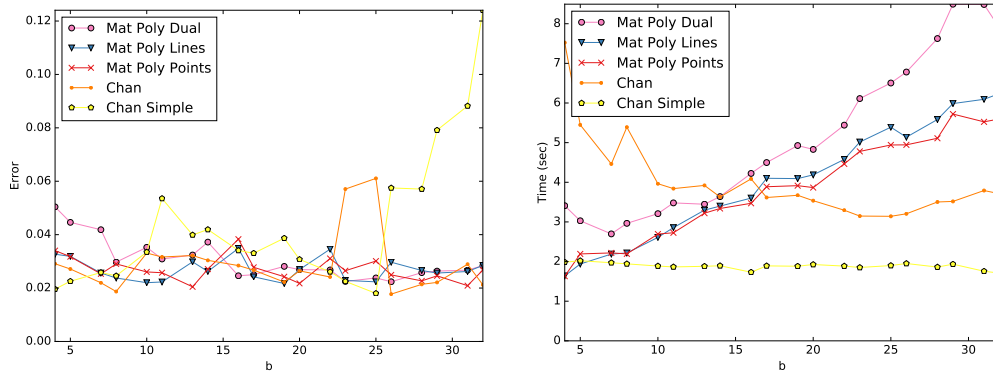 0.12
0.10
0.08
0.06
0.04
0.02
0.00
Error
Mat Poly Dual
Mat Poly Lines
Mat Poly Points
Chan
Chan Simple
5 10 15 20 25 30
b
8
7
6
5
4
3
2
1
0
Time (sec)
Mat Poly Dual
Mat Poly Lines
Mat Poly Points
Chan
Chan Simple
5 10 15 20 25 30
b